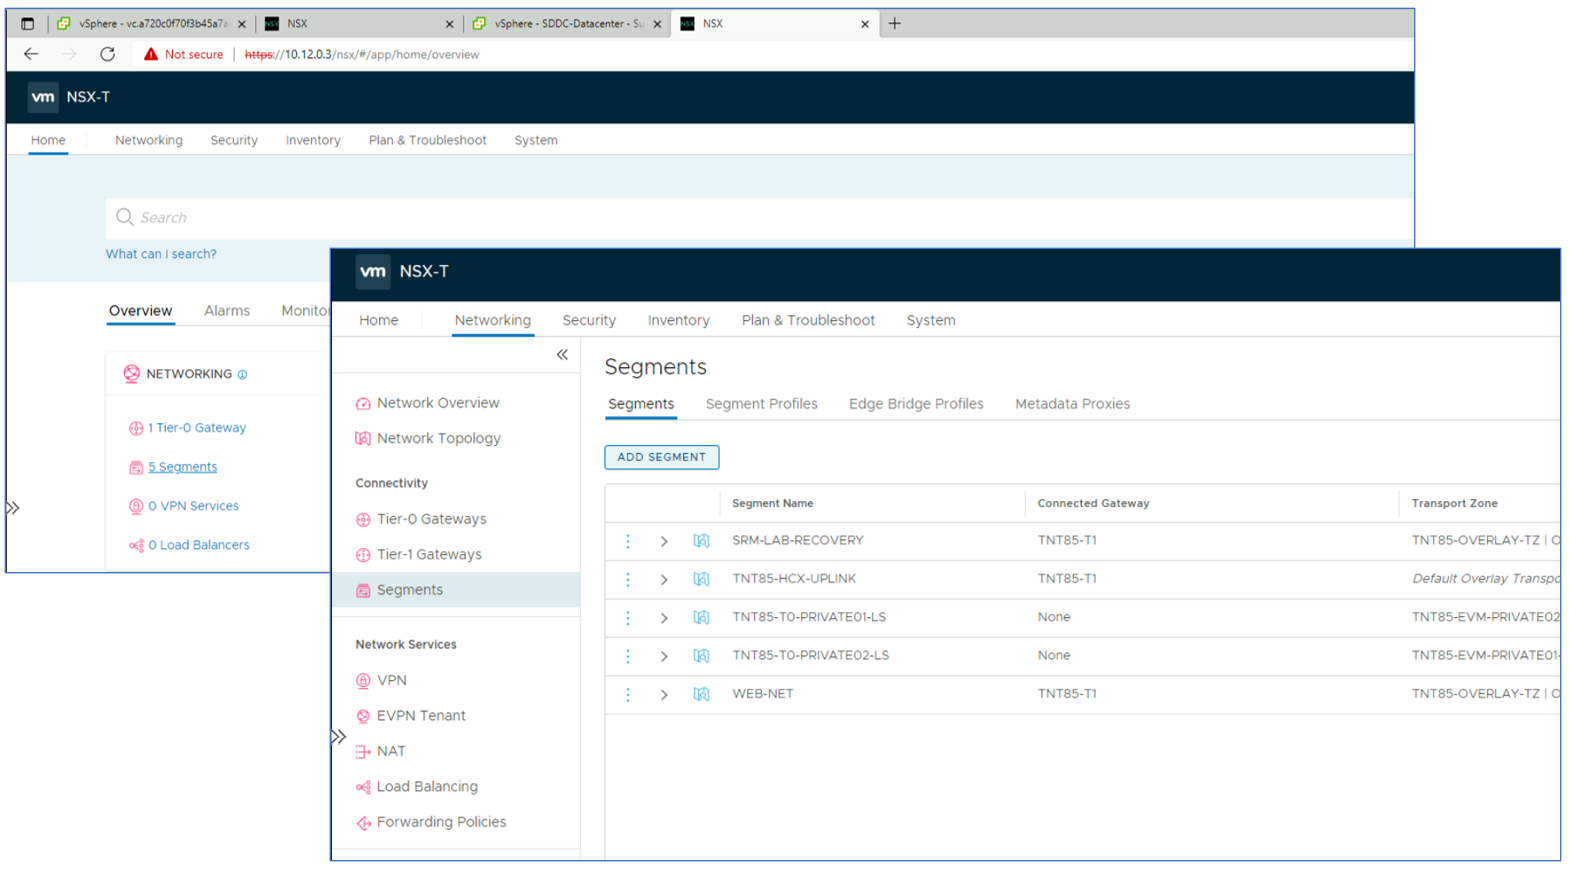 vSphere - vc.a720c0f70f3b45a7a
NSX
NSX
vSphere - SDDC-Datacenter - Su
NSX
NSX
Not secure | https://10.12.0.3/nsx/#/app/home/overview
vm NSX-T
Home Networking Security Inventory Plan & Troubleshoot System
Search
What can I search?
Overview Alarms Monitor
NETWORKING
1 Tier-0 Gateway
5 Segments
0 VPN Services
0 Load Balancers
vm NSX-T
Home Networking Security Inventory Plan & Troubleshoot System
Network Overview
Network Topology
Connectivity
Tier-0 Gateways
Tier-1 Gateways
Segments
Network Services
VPN
EVPN Tenant
NAT
Load Balancing
Forwarding Policies
Segments
Segments Segment Profiles Edge Bridge Profiles Metadata Proxies
ADD SEGMENT
Segment Name Connected Gateway Transport Zone
SRM-LAB-RECOVERY TNT85-T1 TNT85-OVERLAY-TZ | O
TNT85-HCX-UPLINK TNT85-T1 Default Overlay Transpo
TNT85-T0-PRIVATE01-LS None TNT85-EVM-PRIVATE02
TNT85-T0-PRIVATE02-LS None TNT85-EVM-PRIVATE01-
WEB-NET TNT85-T1 TNT85-OVERLAY-TZ | O